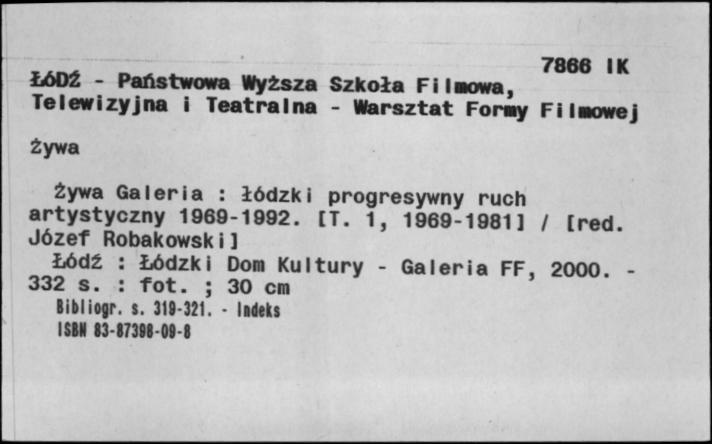 7866 IK
ŁÓDŹ - Państwowa Wyższa Szkoła Filmowa,
Telewizyjna i Teatralna - Warsztat Formy Filmowej
Żywa
Żywa Galeria : łódzki progresywny ruch
artystyczny 1969-1992. [T. 1, 1969-1981] / [red.
Józef Robakowski]
Łódź : Łódzki Dom Kultury - Galeria FF, 2000. -
332 s. : fot. ; 30 cm
Bibliogr. s. 319-321. - Indeks
ISBN 83-87398-09-8